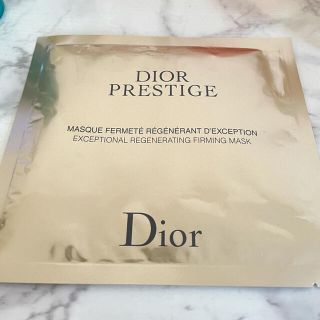 DIOR
PRESTIGE
MASQUE FERMETÉ RÉGÉNÉRANT D'EXCEPTION
EXCEPTIONAL REGENERATING FIRMING MASK
Dior